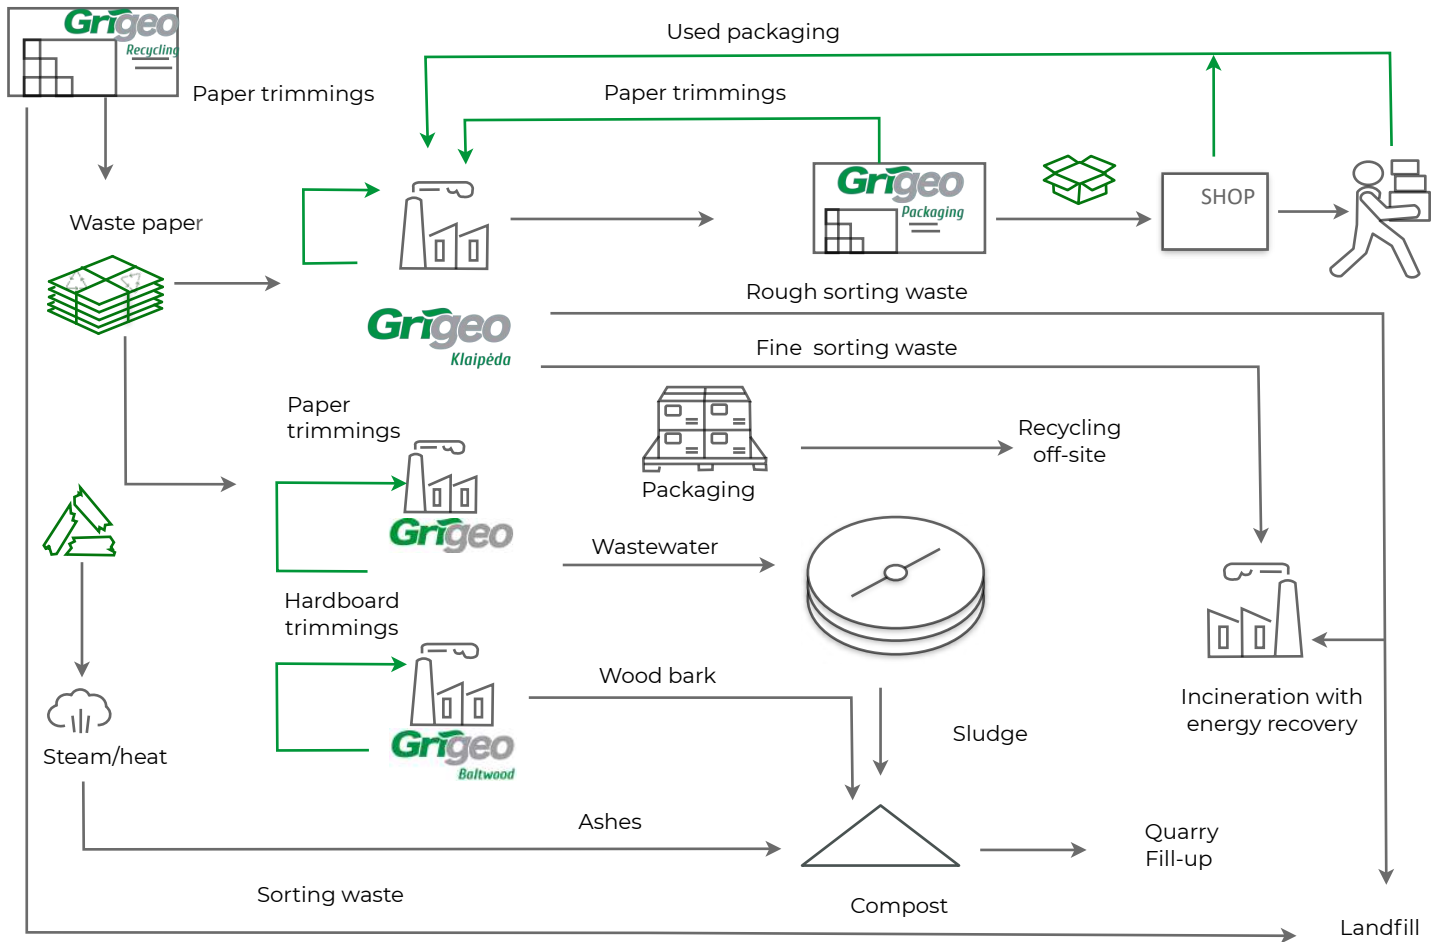 Grigeo
Recycling
Used packaging
Paper trimmings
Paper trimmings
Waste paper
Grigeo
Packaging
SHOP
Rough sorting waste
Grigeo
Klaipėda
Fine sorting waste
Paper
trimmings
Recycling
off-site
Packaging
Grigeo
Wastewater
Hardboard
trimmings
Wood bark
Incineration with
energy recovery
Sludge
Steam/heat
Grigeo
Baltwood
Ashes
Quarry
Fill-up
Sorting waste
Compost
Landfill